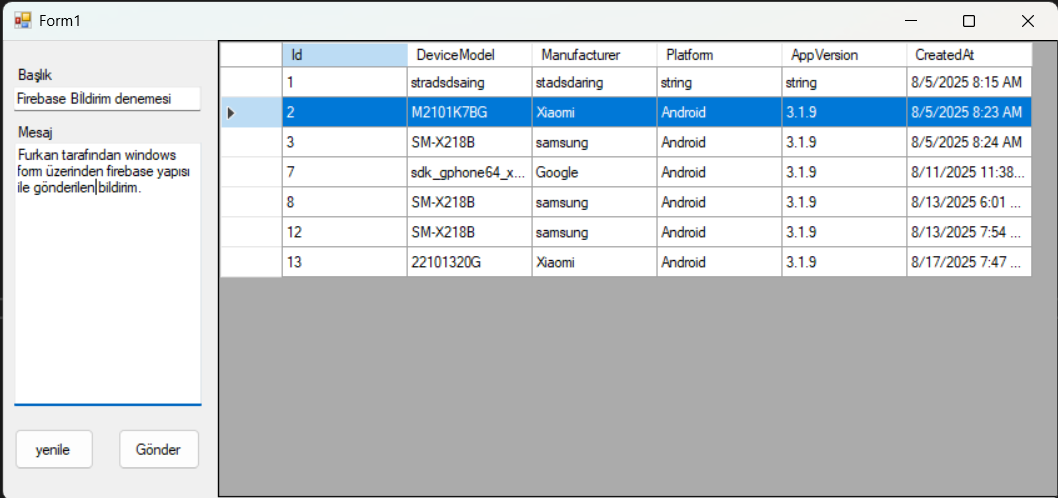 Form1
Başlık
Firebase Bİldirim denemesi
Mesaj
Furkan tarafından windows
form üzerinden firebase yapısı
ile gönderilen bildirim.
yenile Gönder
Id DeviceModel Manufacturer Platform AppVersion CreatedAt
1 stradsdsaing stadsdaring string string 8/5/2025 8:15 AM
2 M2101K7BG Xiaomi Android 3.1.9 8/5/2025 8:23 AM
3 SM-X218B samsung Android 3.1.9 8/5/2025 8:24 AM
7 sdk_gphone64_x... Google Android 3.1.9 8/11/2025 11:38...
8 SM-X218B samsung Android 3.1.9 8/13/2025 6:01 ...
12 SM-X218B samsung Android 3.1.9 8/13/2025 7:54 ...
13 22101320G Xiaomi Android 3.1.9 8/17/2025 7:47 ...